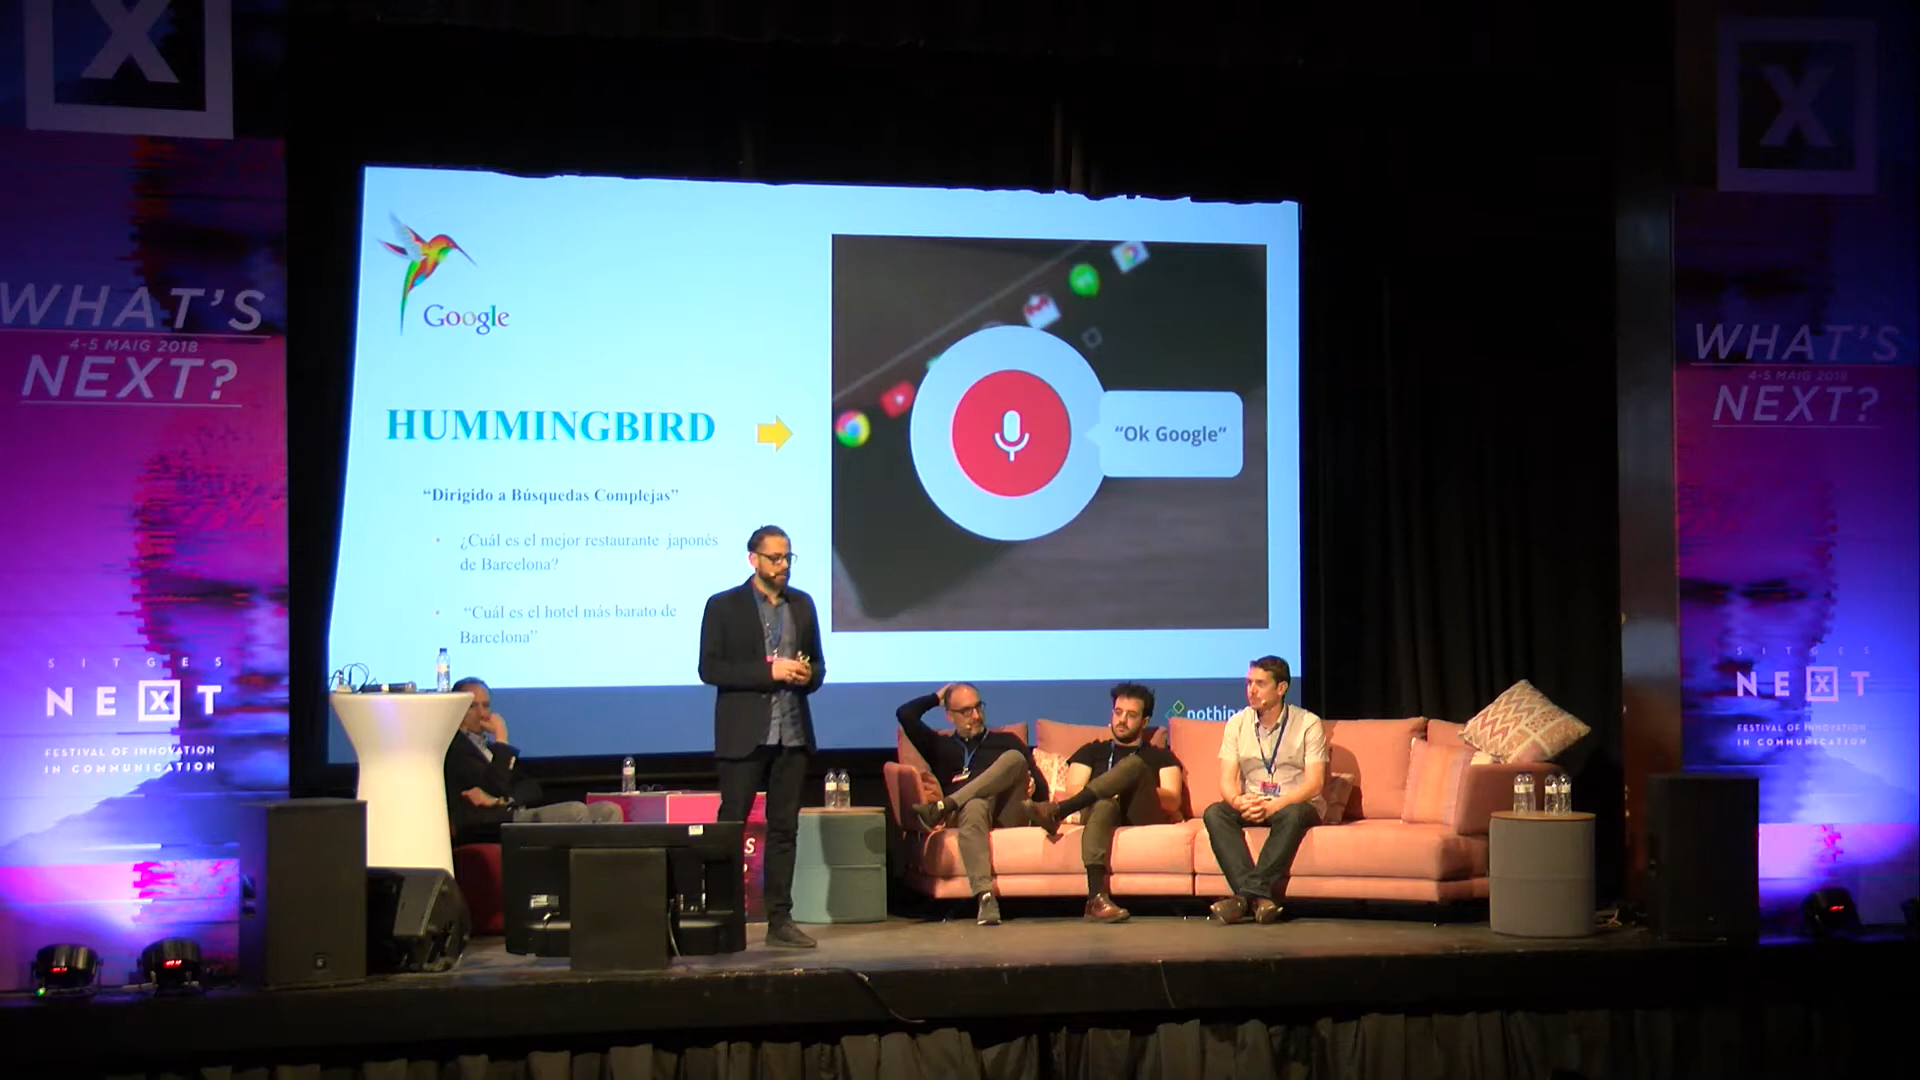 X
WHAT'S
4-5 MAIG 2018
NEXT?
SITGES
NEXT
FESTIVAL OF INNOVATION
IN COMMUNICATION
Google
HUMMINGBIRD
“Dirigido a Búsquedas Complejas”
• ¿Cuál es el mejor restaurante japonés
de Barcelona?
• “Cuál es el hotel más barato de
Barcelona”
“Ok Google”
X
WHAT'S
4-5 MAIG 2018
NEXT?
SITGES
NEXT
FESTIVAL OF INNOVATION
IN COMMUNICATION